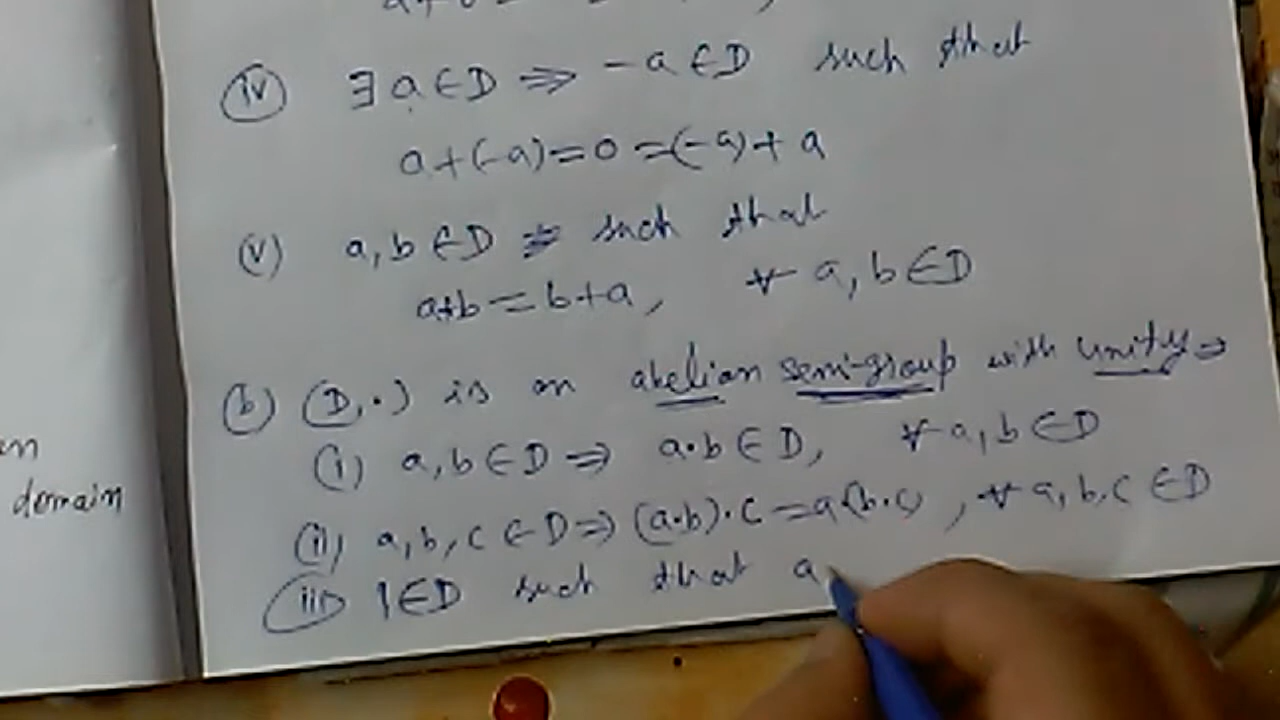 (iv) ∃ a∈D ⇒ -a∈D such that
a+(-a)=0=(-a)+a
(v) a,b∈D such that
a+b=b+a, ∀ a,b∈D
(b) (D,·) is an abelian semi-group with unity⇒
(i) a,b∈D⇒ a·b∈D, ∀ a,b∈D
(ii) a,b,c∈D⇒(a·b)·c=a·(b·c), ∀ a,b,c∈D
(iii) 1∈D such that a
domain